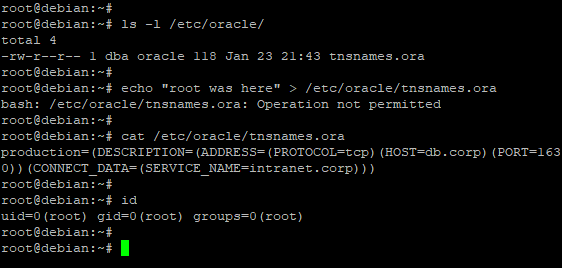 root@debian:~#
root@debian:~# ls -l /etc/oracle/
total 4
-rw-r--r-- 1 dba oracle 118 Jan 23 21:43 tnsnames.ora
root@debian:~#
root@debian:~# echo "root was here" > /etc/oracle/tnsnames.ora
bash: /etc/oracle/tnsnames.ora: Operation not permitted
root@debian:~#
root@debian:~# cat /etc/oracle/tnsnames.ora
production=(DESCRIPTION=(ADDRESS=(PROTOCOL=tcp)(HOST=db.corp)(PORT=163
0))(CONNECT_DATA=(SERVICE_NAME=intranet.corp)))
root@debian:~#
root@debian:~# id
uid=0(root) gid=0(root) groups=0(root)
root@debian:~#
root@debian:~#